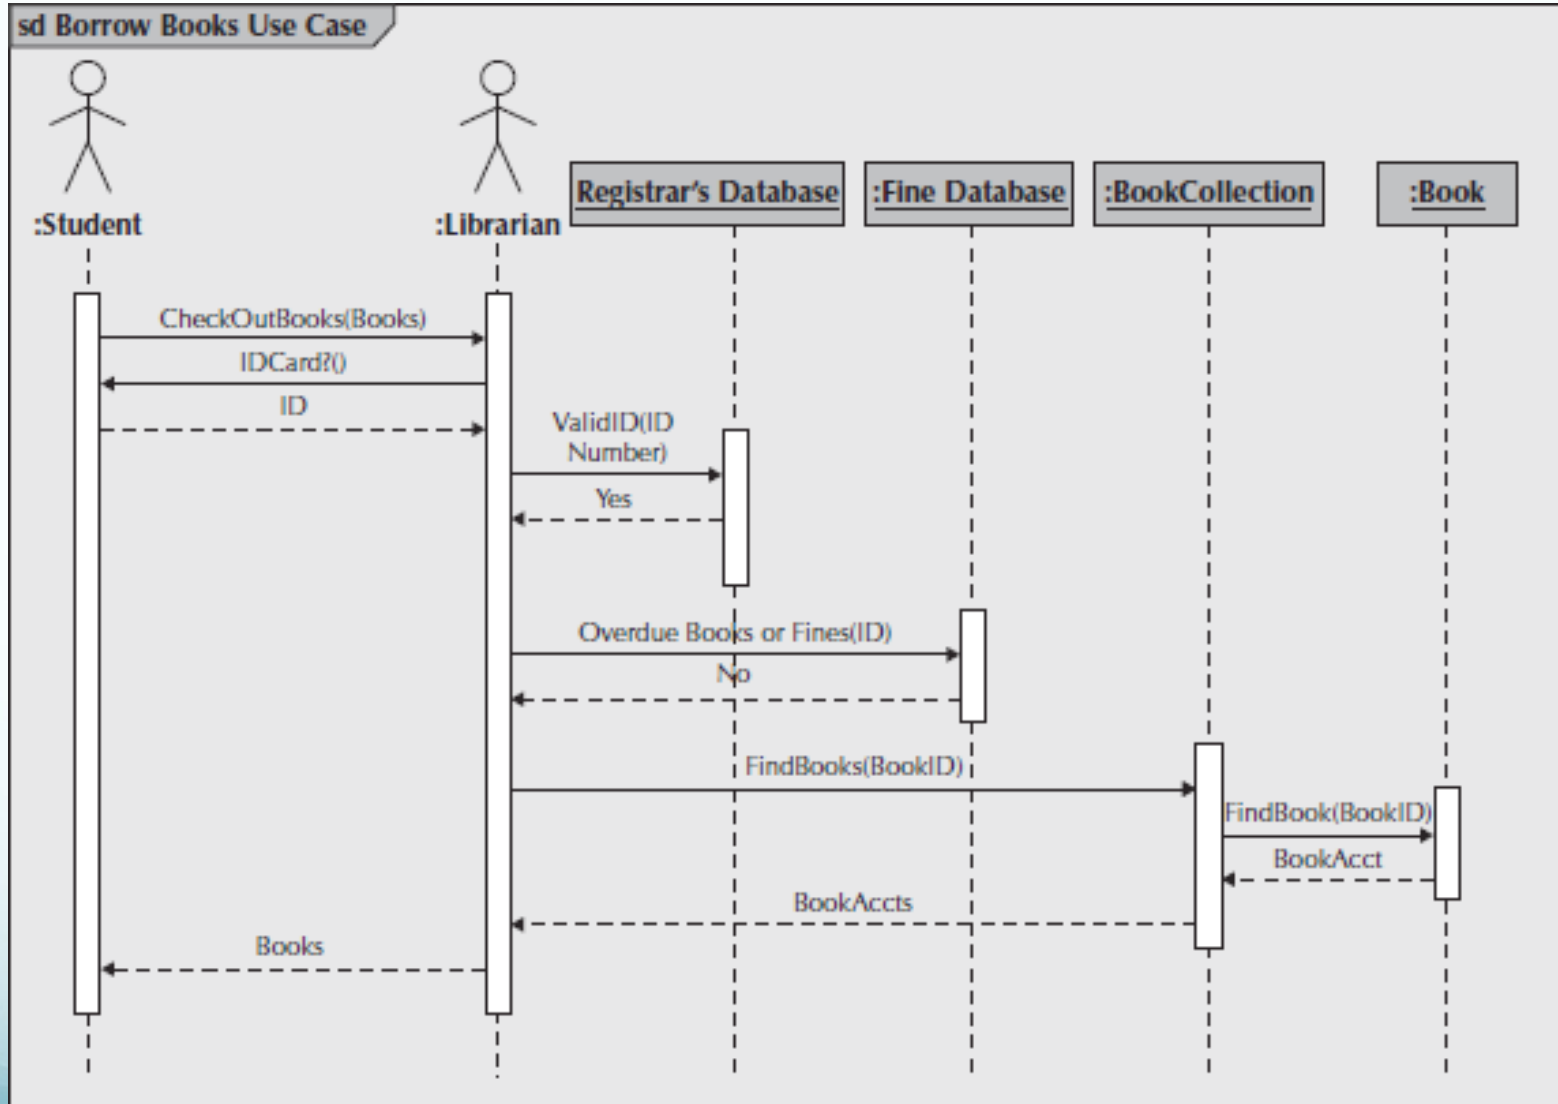 sd Borrow Books Use Case
:Student
:Librarian
Registrar's Database
:Fine Database
:BookCollection
:Book
CheckOutBooks(Books)
IDCard?()
ID
ValidID(ID
Number)
Yes
Overdue Books or Fines(ID)
No
FindBooks(BookID)
FindBook(BookID)
BookAcct
BookAccts
Books